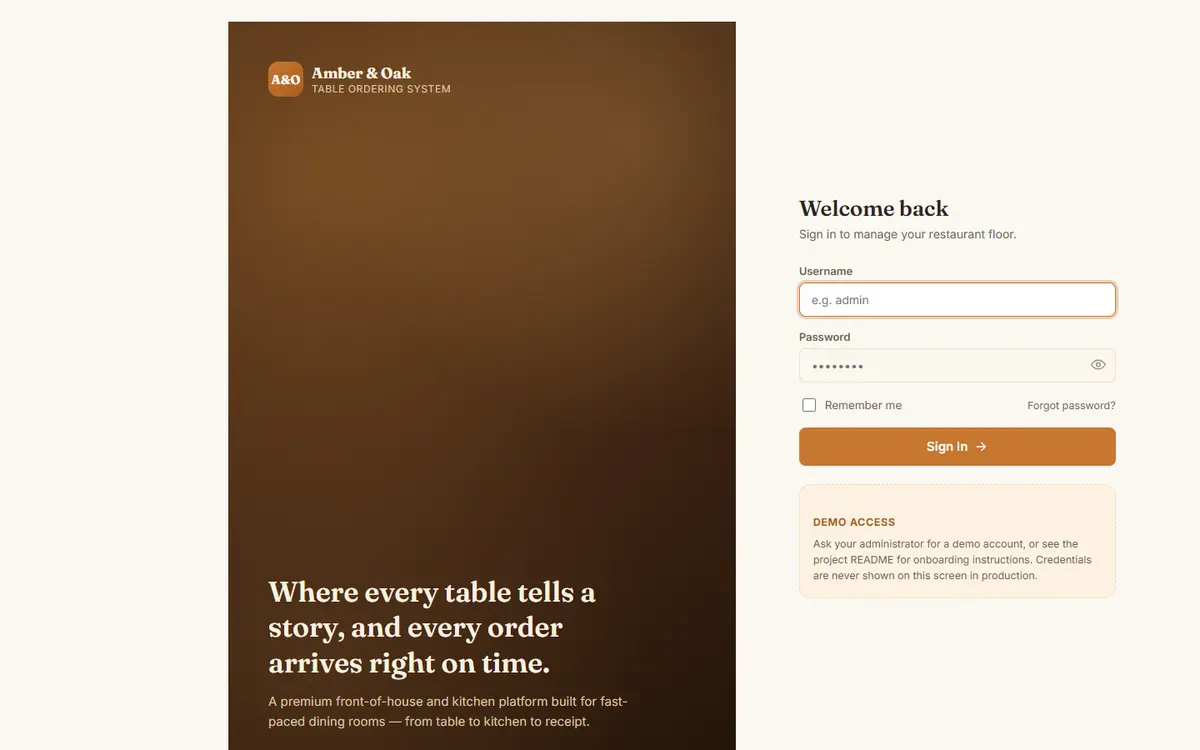 A&O
Amber & Oak
TABLE ORDERING SYSTEM
Where every table tells a
story, and every order
arrives right on time.
A premium front-of-house and kitchen platform built for fast-
paced dining rooms — from table to kitchen to receipt.
Welcome back
Sign in to manage your restaurant floor.
Username
e.g. admin
Password
••••••••
Remember me
Forgot password?
Sign In →
DEMO ACCESS
Ask your administrator for a demo account, or see the
project README for onboarding instructions. Credentials
are never shown on this screen in production.